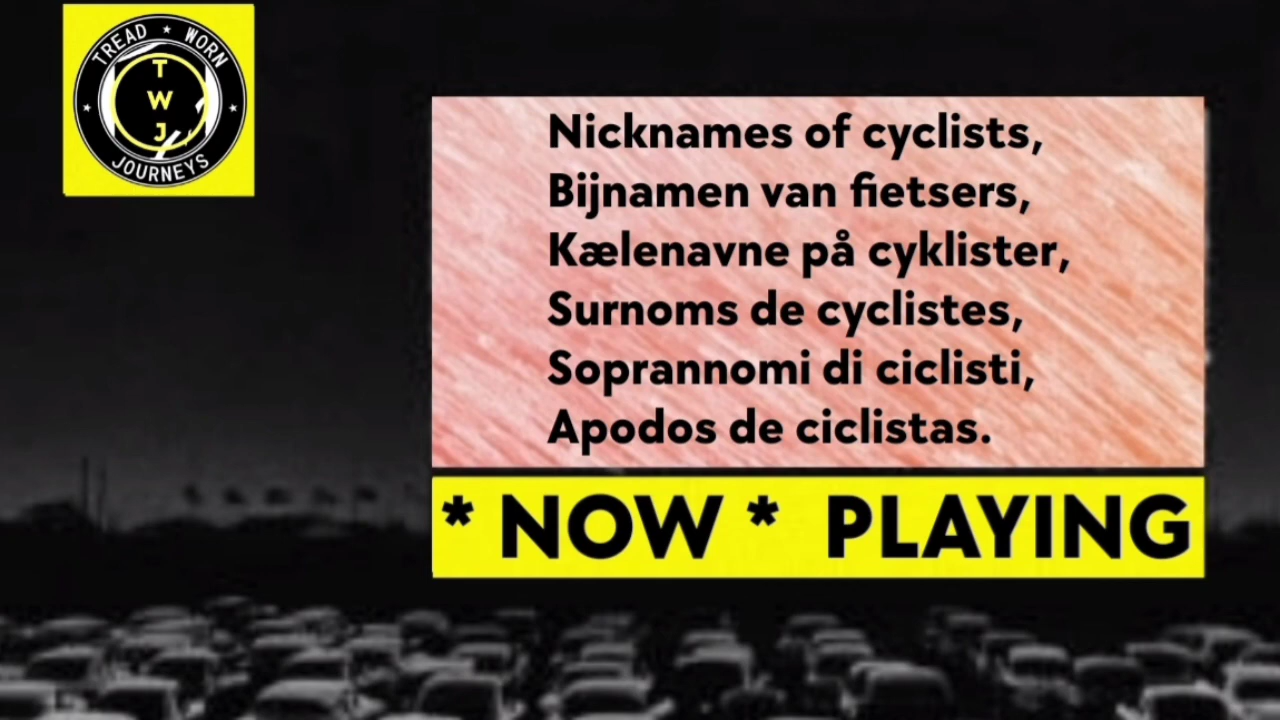 TREAD ★ WORN
T
W
J
JOURNEYS
Nicknames of cyclists,
Bijnamen van fietsers,
Kælenavne på cyklister,
Surnoms de cyclistes,
Soprannomi di ciclisti,
Apodos de ciclistas.
* NOW * PLAYING